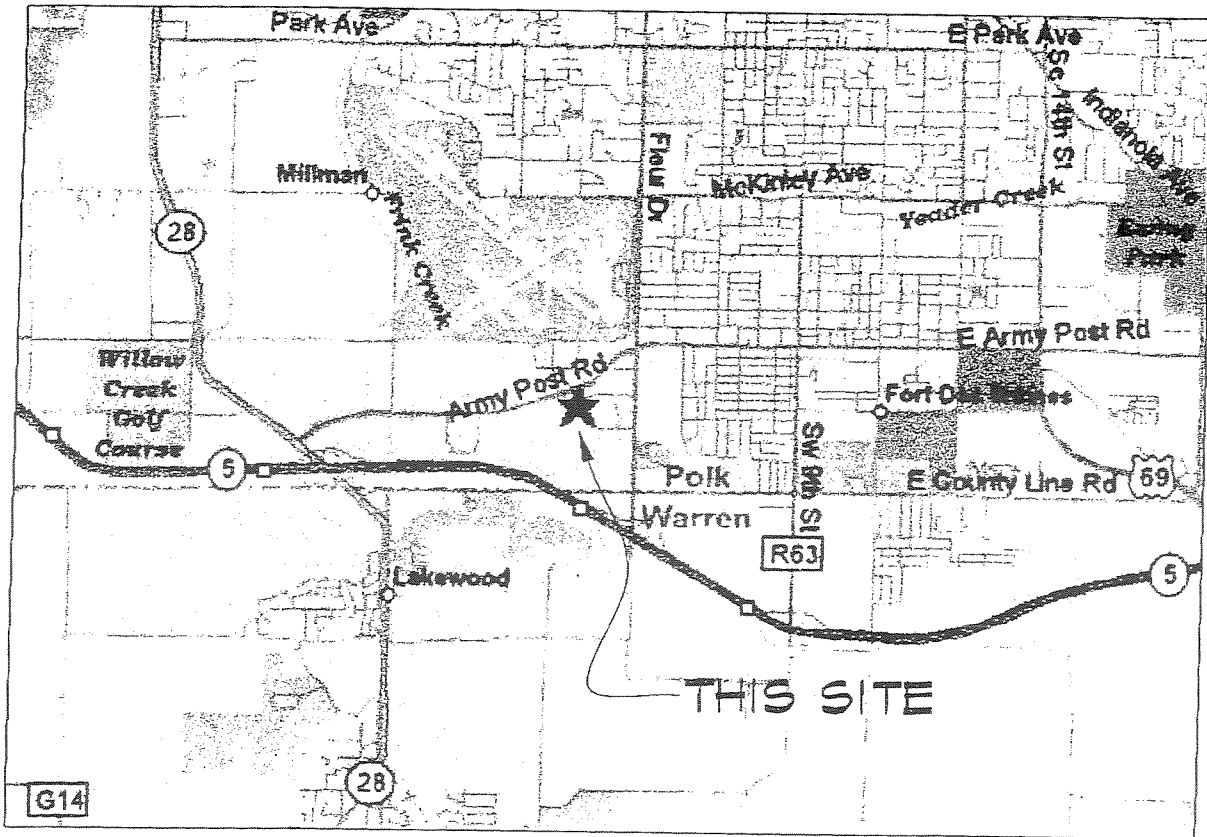 Park Ave
E Park Ave
Se 14th St
Indianola Ave
Fleur Dr
Millman
McKinley Ave
Yeader Creek
Frink Creek
28
Ewing
Park
E Army Post Rd
Willow
Creek
Golf
Course
Army Post Rd
Fort Des Moines
Sw 9th St
5
Polk
E County Line Rd
69
Warren
R63
Lakewood
5
THIS SITE
28
G14